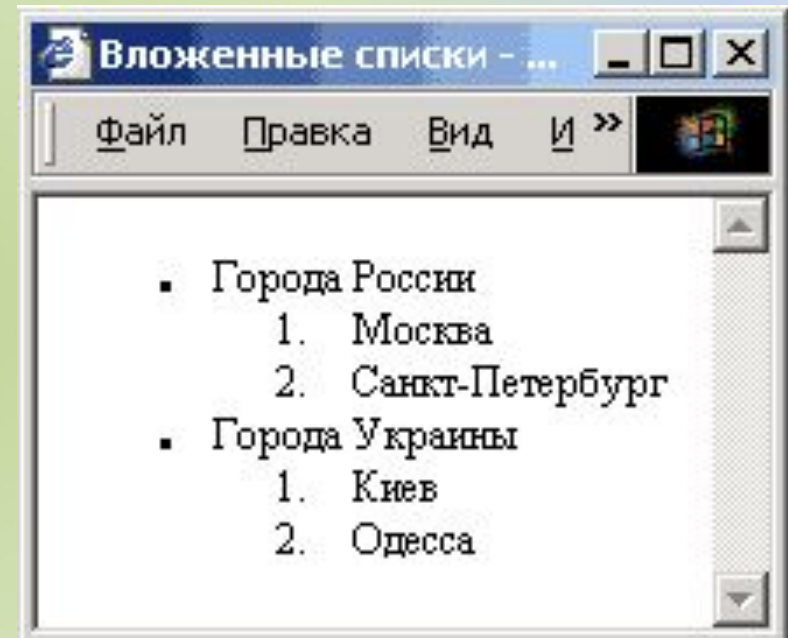 Вложенные списки - ...
Файл Правка Вид И »
▪ Города России
1. Москва
2. Санкт-Петербург
▪ Города Украины
1. Киев
2. Одесса